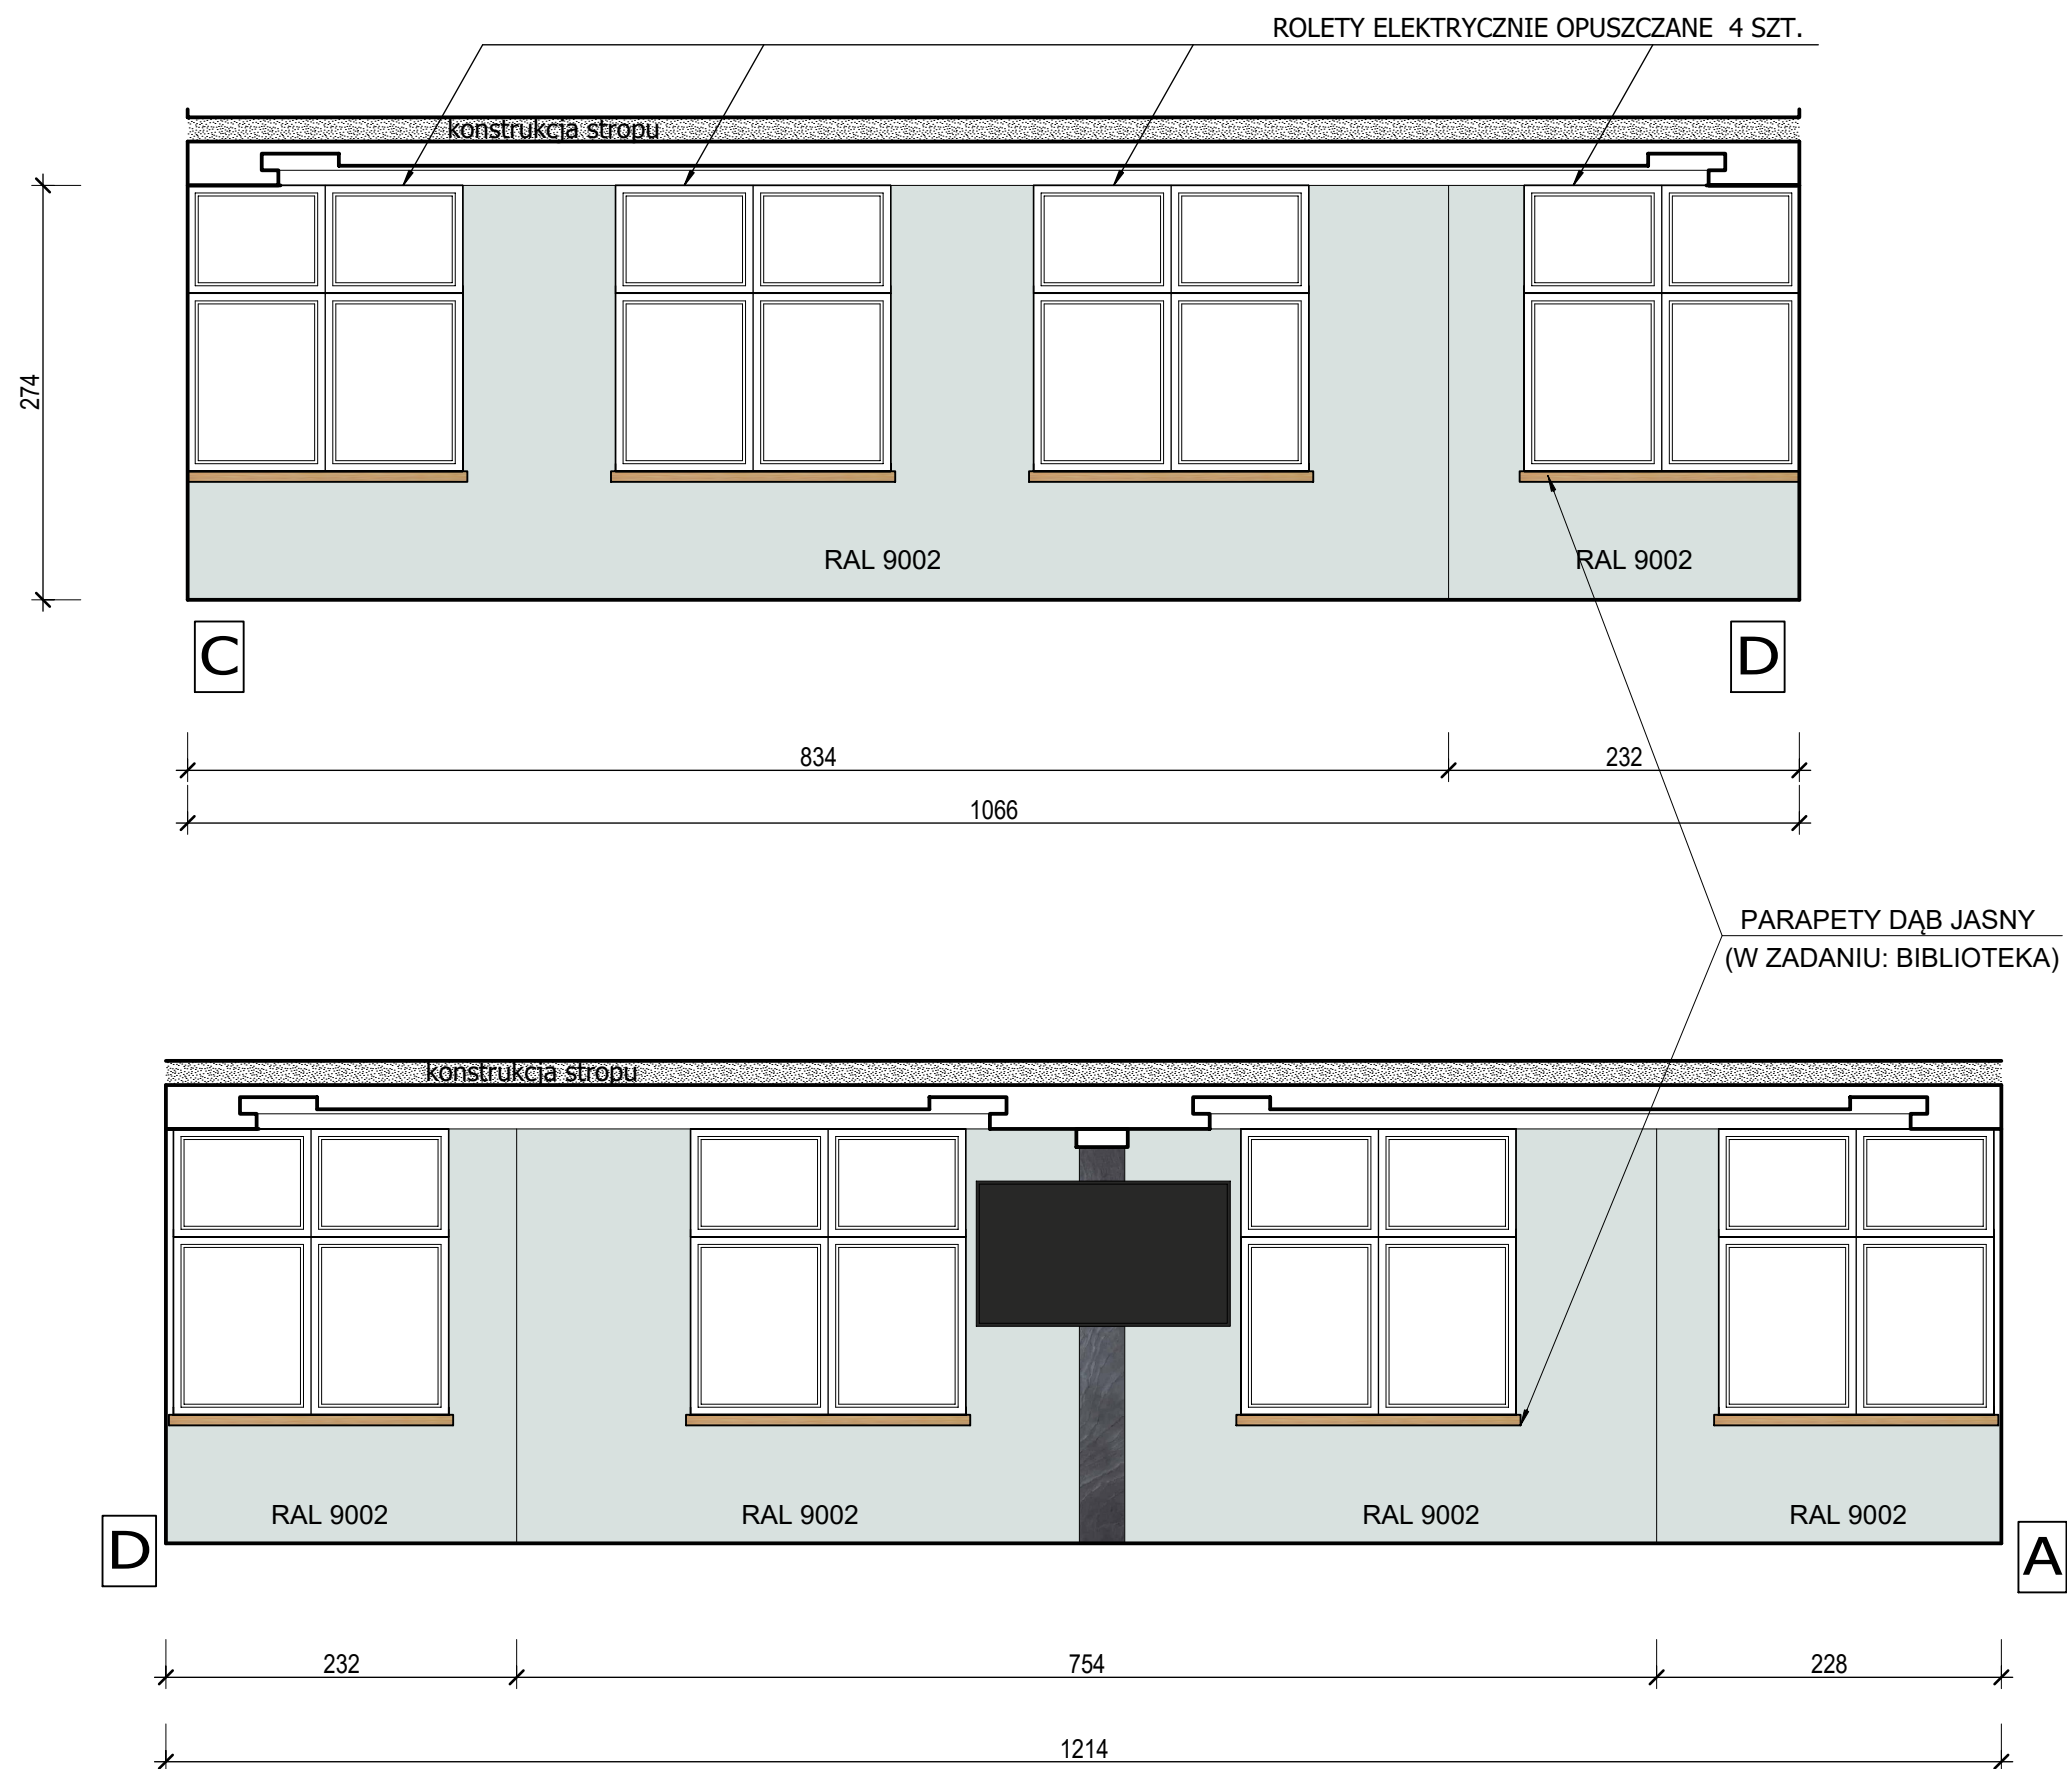 ROLETY ELEKTRYCZNIE OPUSZCZANE 4 SZT.
konstrukcja stropu
274
RAL 9002
RAL 9002
C
D
834
232
1066
PARAPETY DĄB JASNY
(W ZADANIU: BIBLIOTEKA)
konstrukcja stropu
RAL 9002
RAL 9002
RAL 9002
RAL 9002
D
A
232
754
228
1214